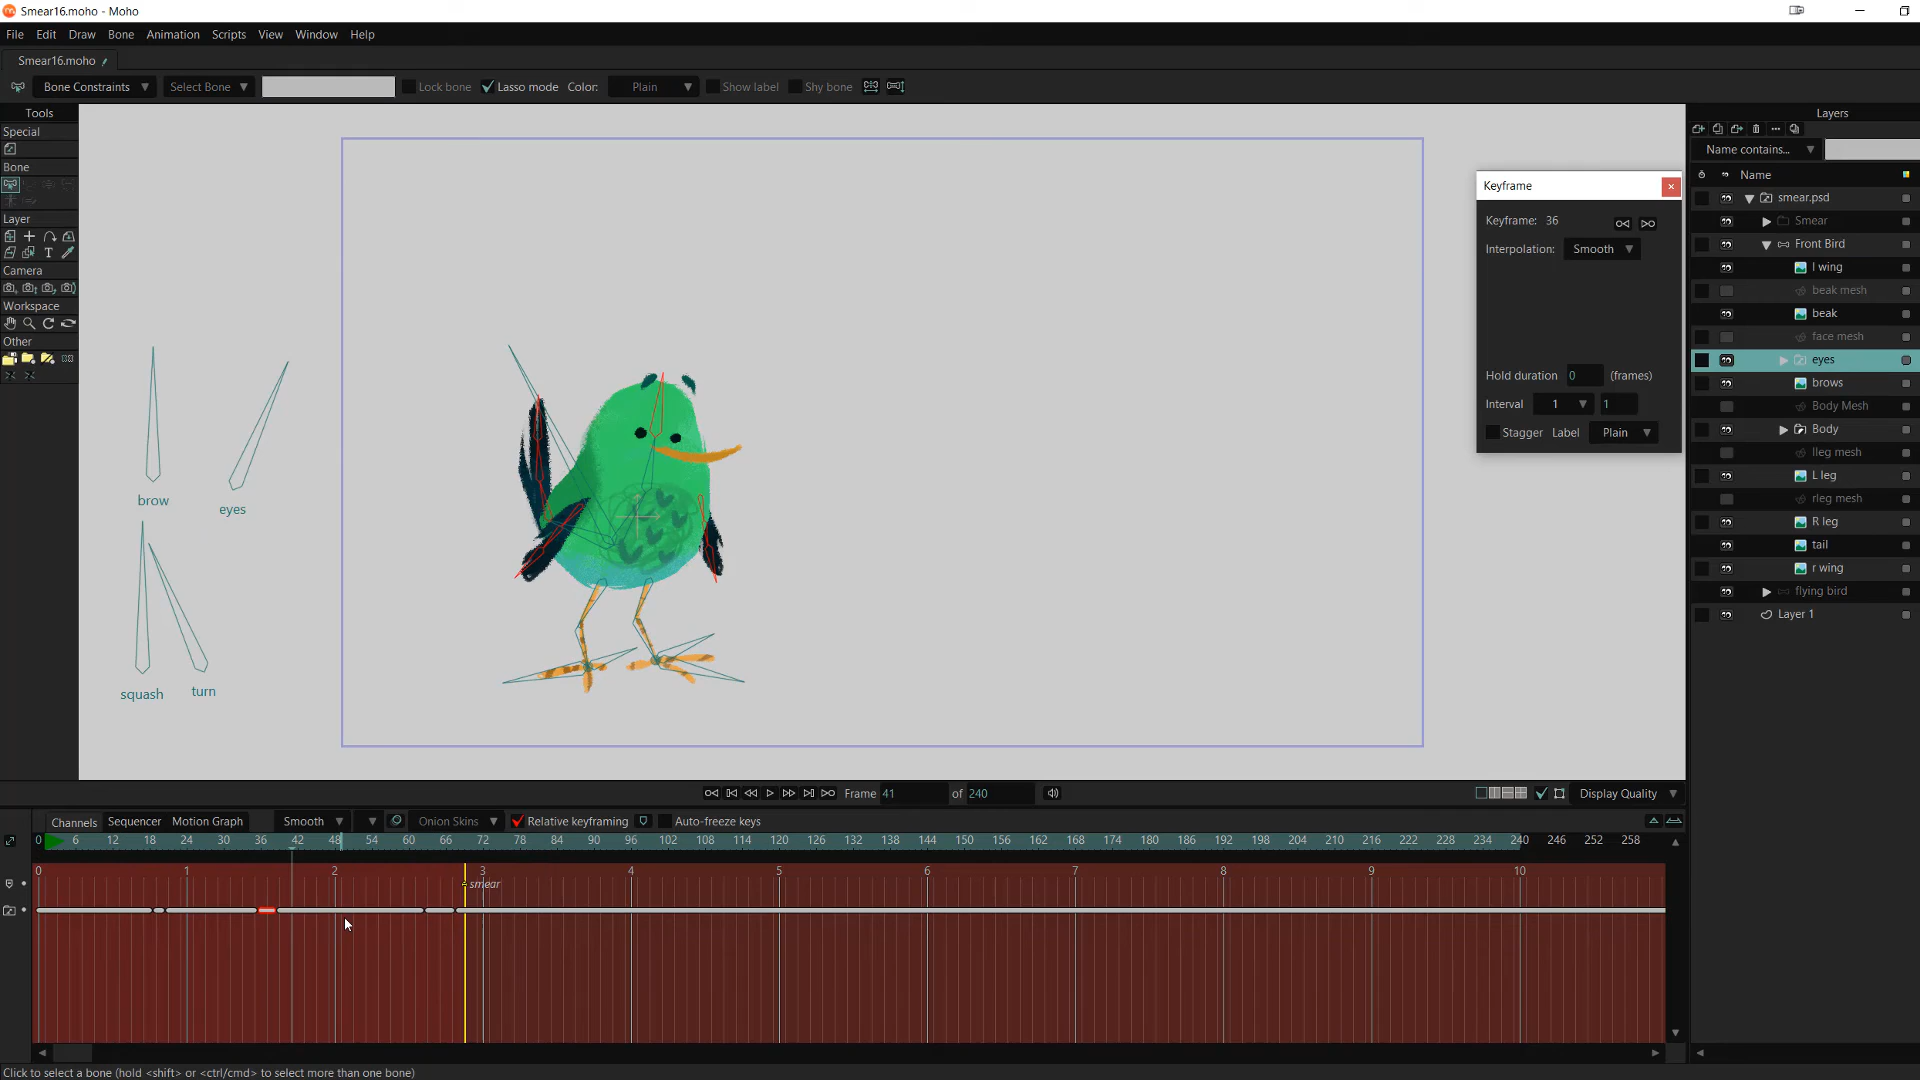 Smear16.moho - Moho
File Edit Draw Bone Animation Scripts View Window Help
Smear16.moho
Bone Constraints Select Bone Lock bone Lasso mode Color: Plain Show label Shy bone
Tools
Special
Bone
Layer
Camera
Workspace
Other
brow
eyes
squash
turn
Keyframe
Keyframe: 36
Interpolation: Smooth
Hold duration 0 (frames)
Interval 1 1
Stagger Label Plain
Layers
Name contains...
Name
smear.psd
Smear
Front Bird
l wing
beak mesh
beak
face mesh
eyes
brows
Body Mesh
Body
lleg mesh
L leg
rleg mesh
R leg
tail
r wing
flying bird
Layer 1
Frame 41 of 240 Display Quality
Channels Sequencer Motion Graph Smooth Onion Skins Relative keyframing Auto-freeze keys
0 6 12 18 24 30 36 42 48 54 60 66 72 78 84 90 96 102 108 114 120 126 132 138 144 150 156 162 168 174 180 186 192 198 204 210 216 222 228 234 240 246 252 258
0 1 2 3 4 5 6 7 8 9 10
smear
Click to select a bone (hold <shift> or <ctrl/cmd> to select more than one bone)